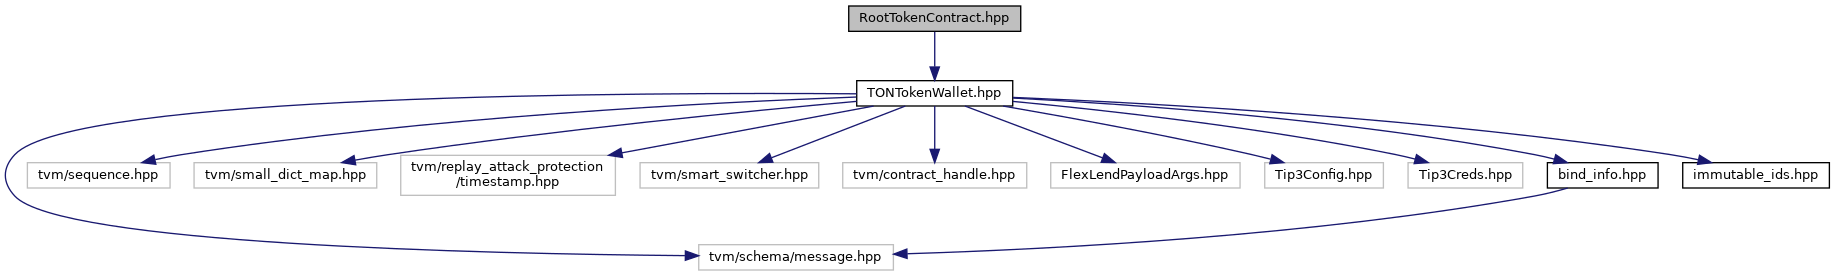 RootTokenContract.hpp
TONTokenWallet.hpp
tvm/sequence.hpp
tvm/small_dict_map.hpp
tvm/replay_attack_protection
/timestamp.hpp
tvm/smart_switcher.hpp
tvm/contract_handle.hpp
FlexLendPayloadArgs.hpp
Tip3Config.hpp
Tip3Creds.hpp
bind_info.hpp
immutable_ids.hpp
tvm/schema/message.hpp